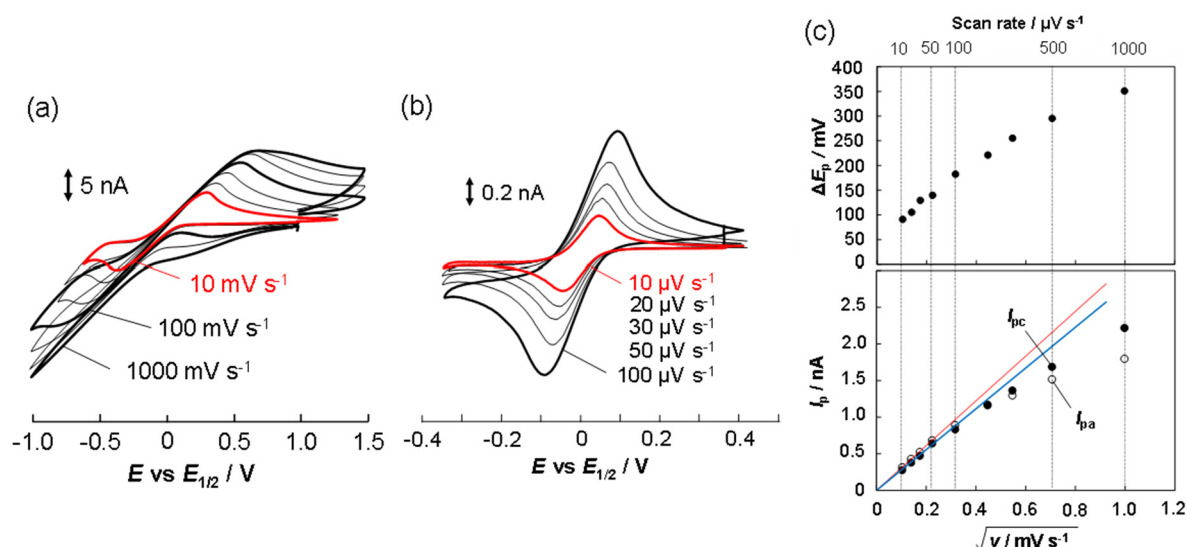 (a)
5 nA
10 mV s⁻¹
100 mV s⁻¹
1000 mV s⁻¹
-1.0 -0.5 0 0.5 1.0 1.5
E vs E1/2 / V
(b)
0.2 nA
10 µV s⁻¹
20 µV s⁻¹
30 µV s⁻¹
50 µV s⁻¹
100 µV s⁻¹
-0.4 -0.2 0 0.2 0.4
E vs E1/2 / V
(c)
Scan rate / µV s⁻¹
10 50 100 500 1000
400
350
300
250
200
150
100
50
0
ΔEp / mV
2.5
2.0
1.5
1.0
0.5
0
Ip / nA
Ipc
Ipa
0 0.2 0.4 0.6 0.8 1.0 1.2
√v / mV s⁻¹